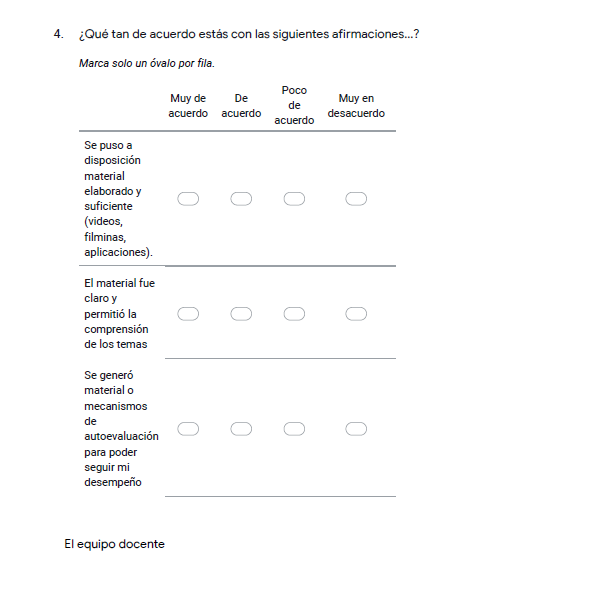 4. ¿Qué tan de acuerdo estás con las siguientes afirmaciones...?
Marca solo un óvalo por fila.
Muy de acuerdo
De acuerdo
Poco de acuerdo
Muy en desacuerdo
Se puso a
disposición
material
elaborado y
suficiente
(videos,
filminas,
aplicaciones).
El material fue
claro y
permitió la
comprensión
de los temas
Se generó
material o
mecanismos
de
autoevaluación
para poder
seguir mi
desempeño
El equipo docente